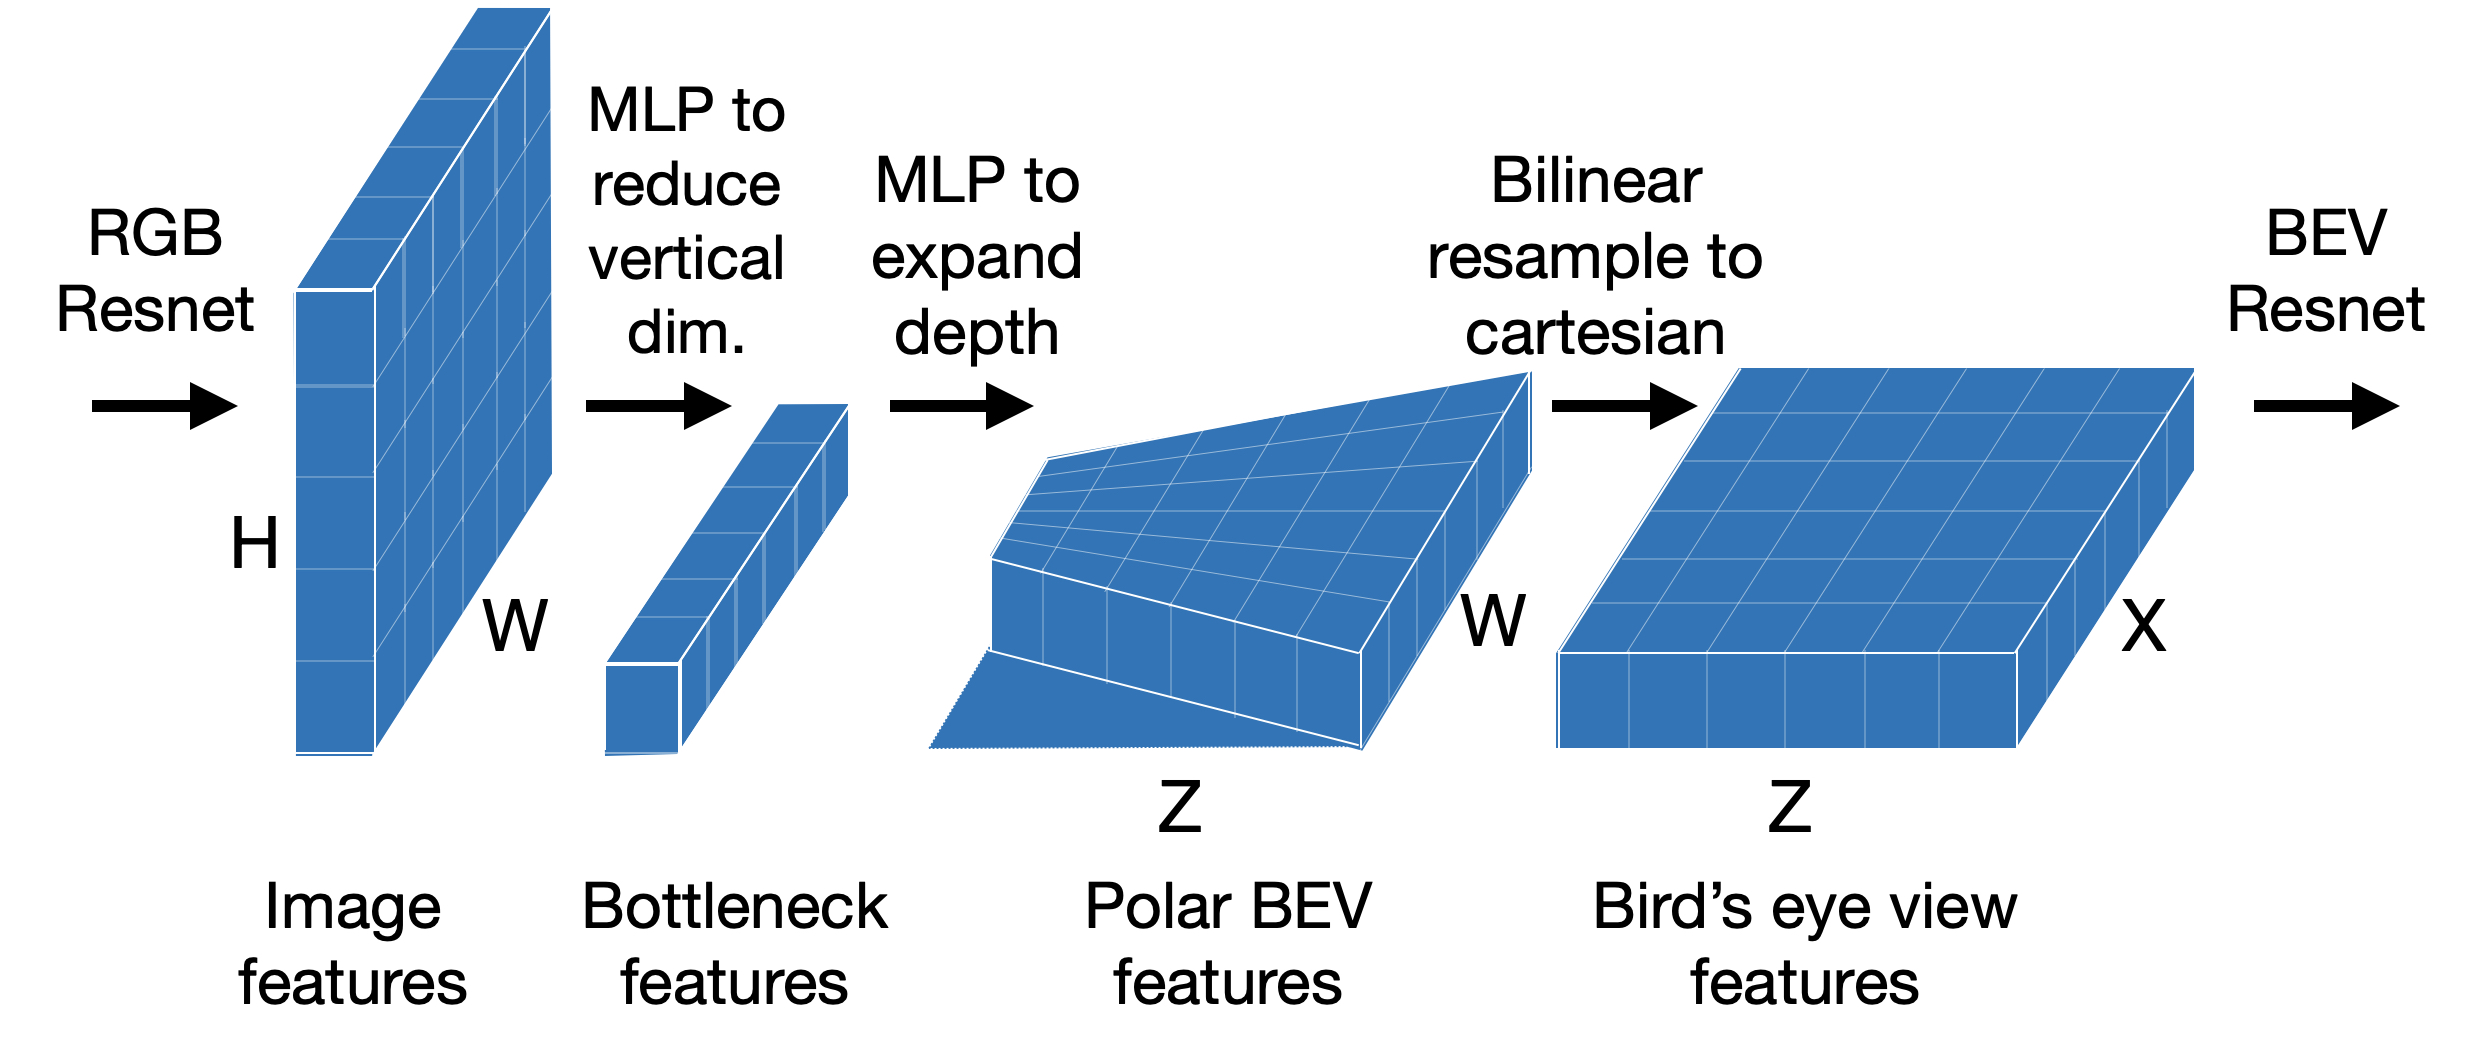 RGB
Resnet
MLP to
reduce
vertical
dim.
MLP to
expand
depth
Bilinear
resample to
cartesian
BEV
Resnet
H
W
W
X
Z
Z
Image
features
Bottleneck
features
Polar BEV
features
Bird's eye view
features